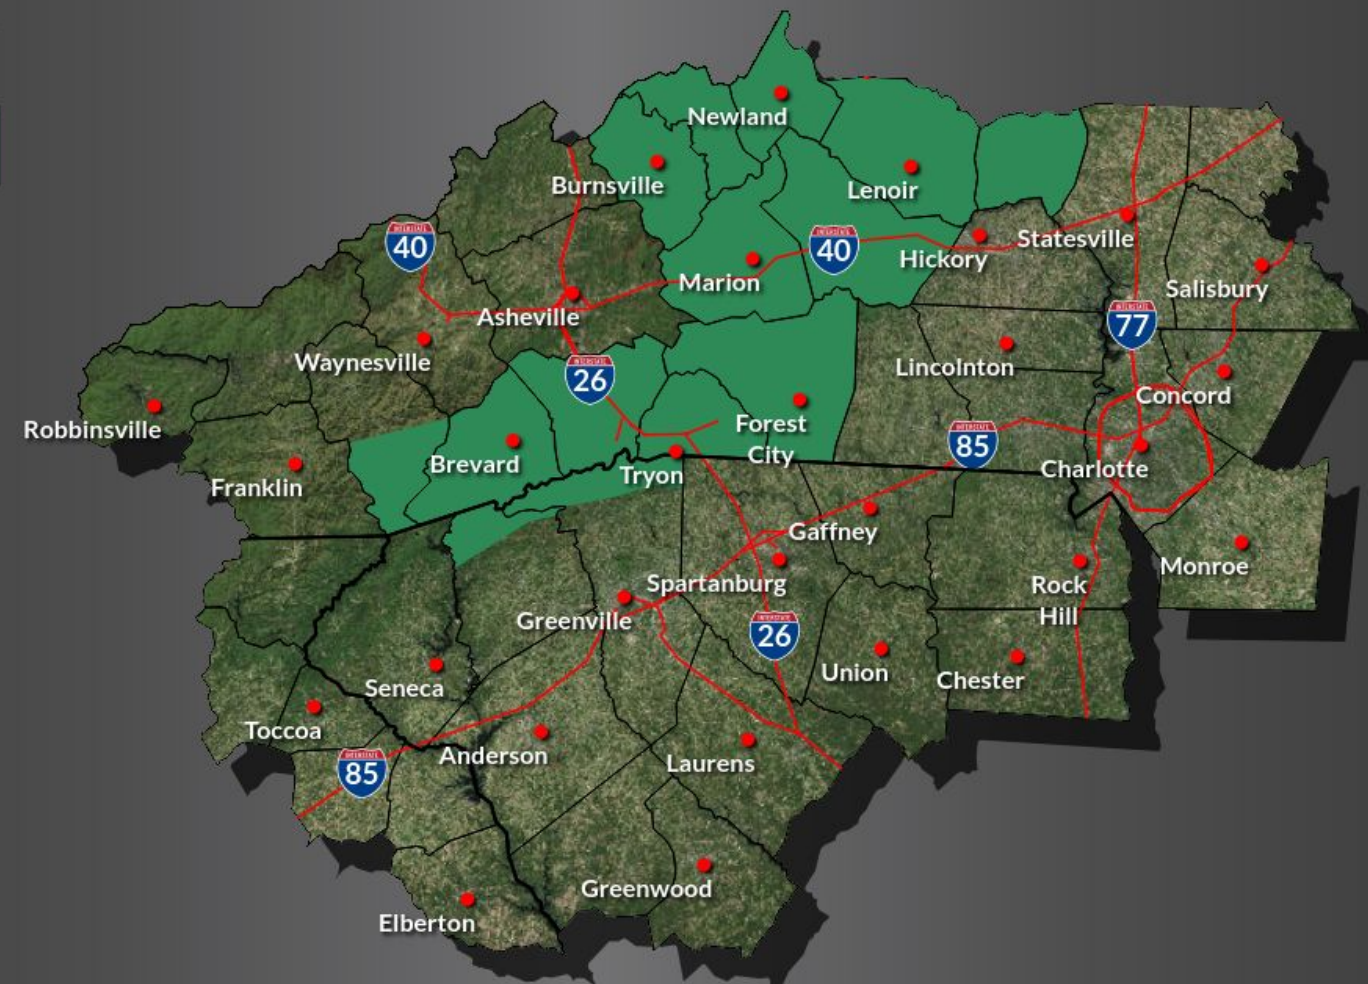 Newland
Burnsville
Lenoir
40
40
Statesville
Hickory
Marion
Salisbury
Asheville
77
Waynesville
26
Lincolnton
Concord
Robbinsville
Forest
City
85
Brevard
Tryon
Charlotte
Franklin
Gaffney
Monroe
Spartanburg
Rock
Hill
Greenville
26
Union
Chester
Seneca
Toccoa
Anderson
Laurens
85
Greenwood
Elberton